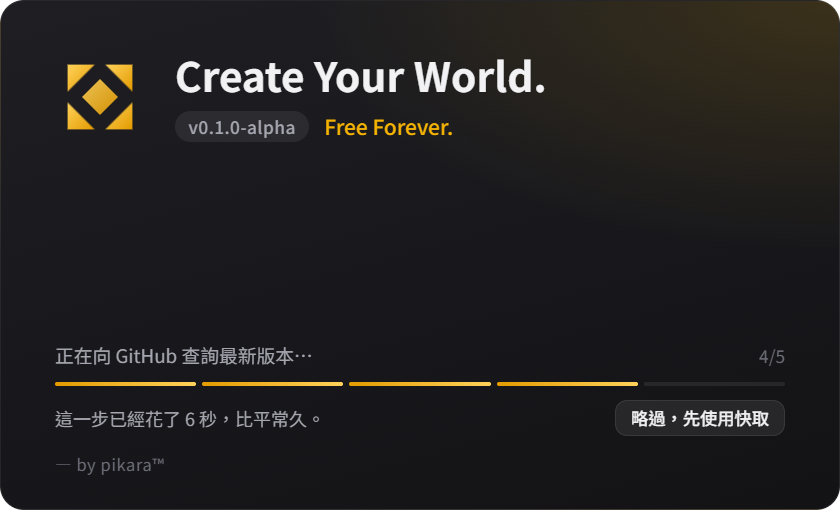 Create Your World.
v0.1.0-alpha Free Forever.
正在向 GitHub 查詢最新版本⋯ 4/5
這一步已經花了 6 秒，比平常久。 略過，先使用快取
— by pikara™